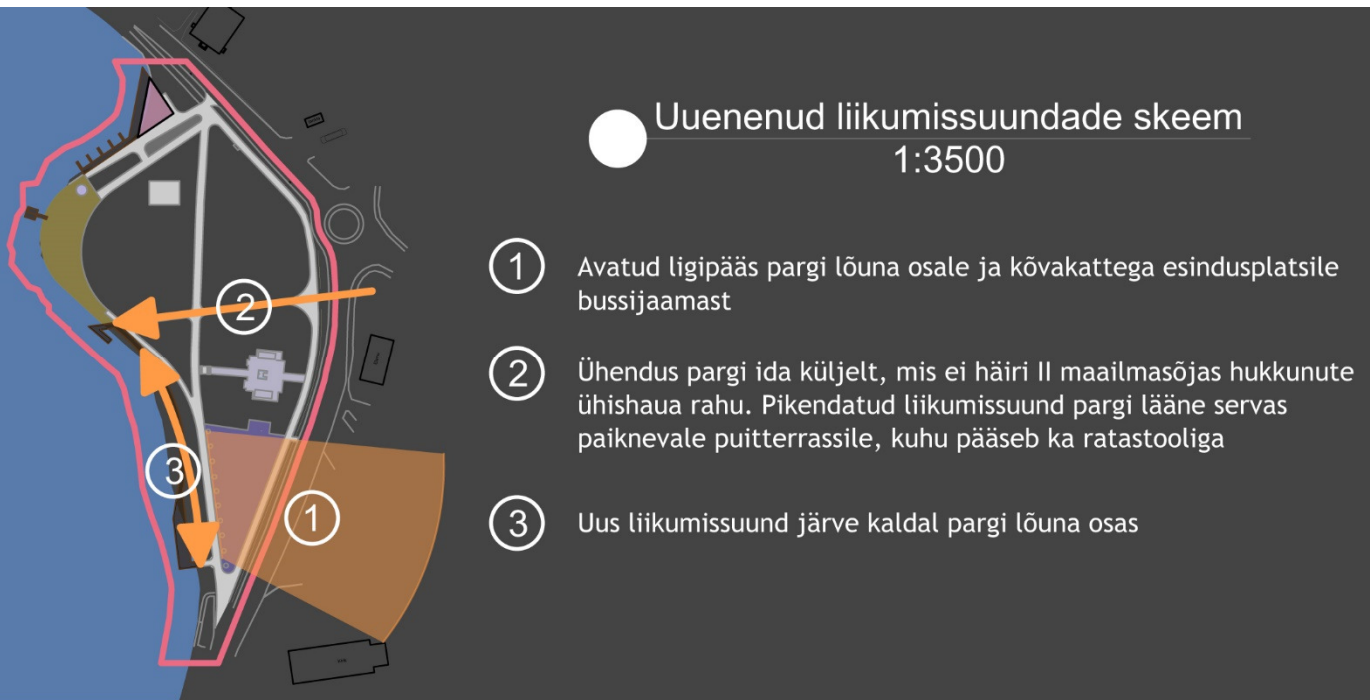 Uuenenud liikumissuundade skeem
1:3500
1
Avatud ligipääs pargi lõuna osale ja kõvakattega esindusplatsile
bussijaamast
2
Ühendus pargi ida küljelt, mis ei häiri II maailmasõjas hukkunute
ühishaua rahu. Pikendatud liikumissuund pargi lääne servas
paiknevale puitterrassile, kuhu pääseb ka ratastooliga
3
Uus liikumissuund järve kaldal pargi lõuna osas
2
3
1